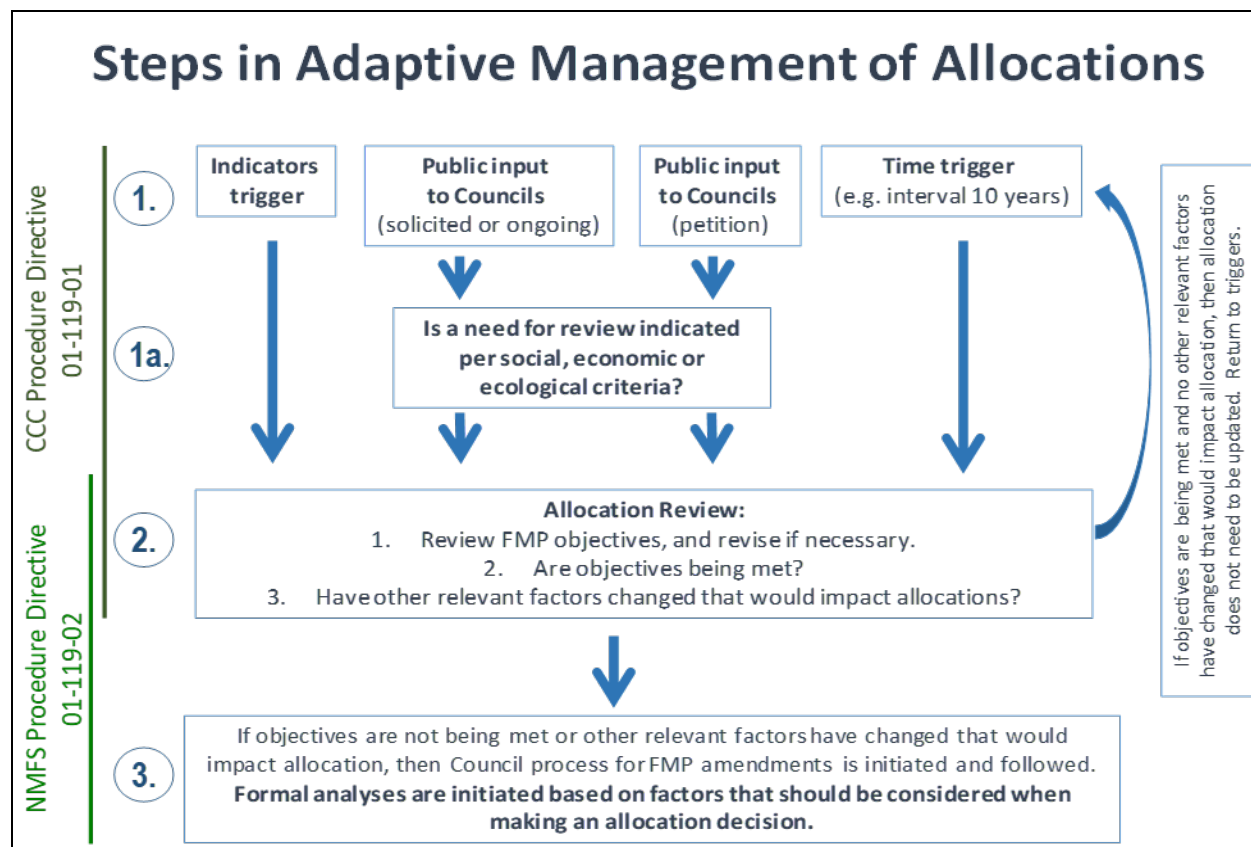 Steps in Adaptive Management of Allocations
CCC Procedure Directive
01-119-01
NMFS Procedure Directive
01-119-02
1.
Indicators
trigger
Public input
to Councils
(solicited or ongoing)
Public input
to Councils
(petition)
Time trigger
(e.g. interval 10 years)
1a.
Is a need for review indicated
per social, economic or
ecological criteria?
2.
Allocation Review:
1. Review FMP objectives, and revise if necessary.
2. Are objectives being met?
3. Have other relevant factors changed that would impact allocations?
3.
If objectives are not being met or other relevant factors have changed that would
impact allocation, then Council process for FMP amendments is initiated and followed.
Formal analyses are initiated based on factors that should be considered when
making an allocation decision.
If objectives are being met and no other relevant factors
have changed that would impact allocation, then allocation
does not need to be updated. Return to triggers.